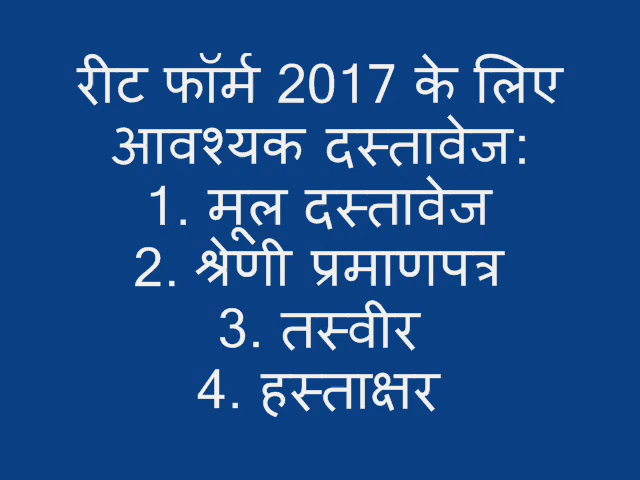 रीट फॉर्म 2017 के लिए
आवश्यक दस्तावेज:
1. मूल दस्तावेज
2. श्रेणी प्रमाणपत्र
3. तस्वीर
4. हस्ताक्षर